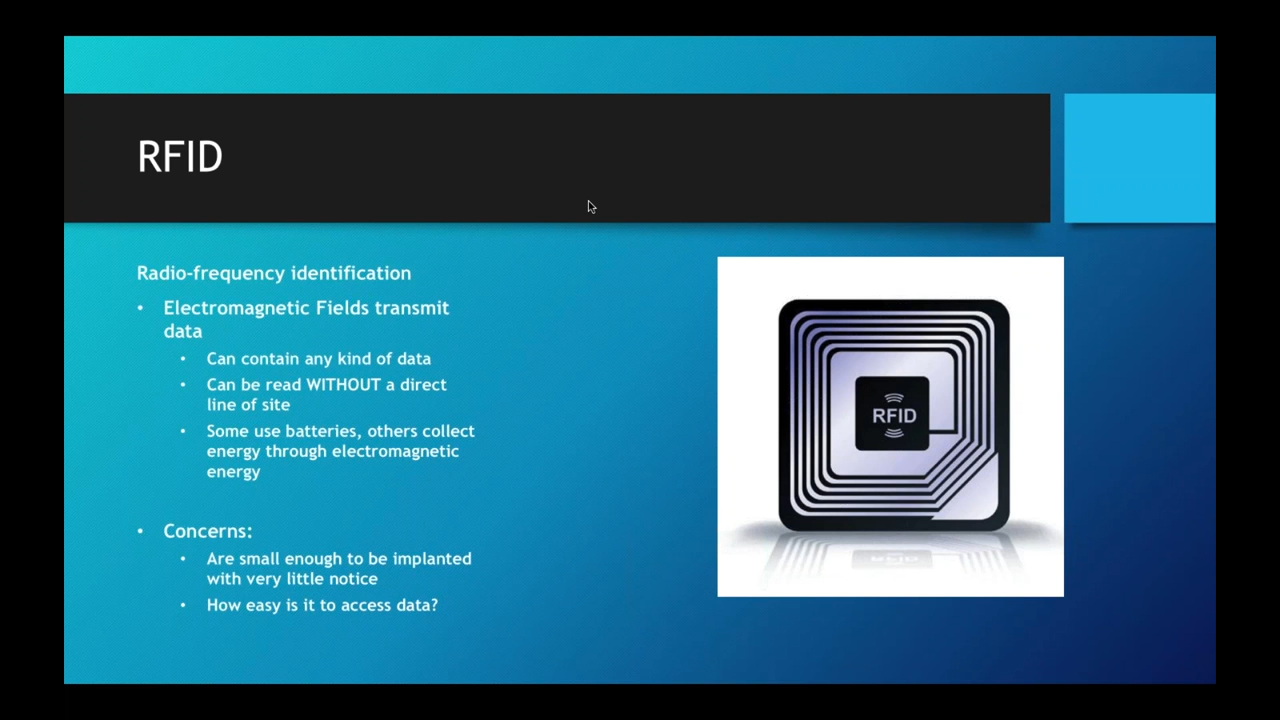 RFID
Radio-frequency identification
• Electromagnetic Fields transmit
data
• Can contain any kind of data
• Can be read WITHOUT a direct
line of site
• Some use batteries, others collect
energy through electromagnetic
energy
• Concerns:
• Are small enough to be implanted
with very little notice
• How easy is it to access data?
RFID